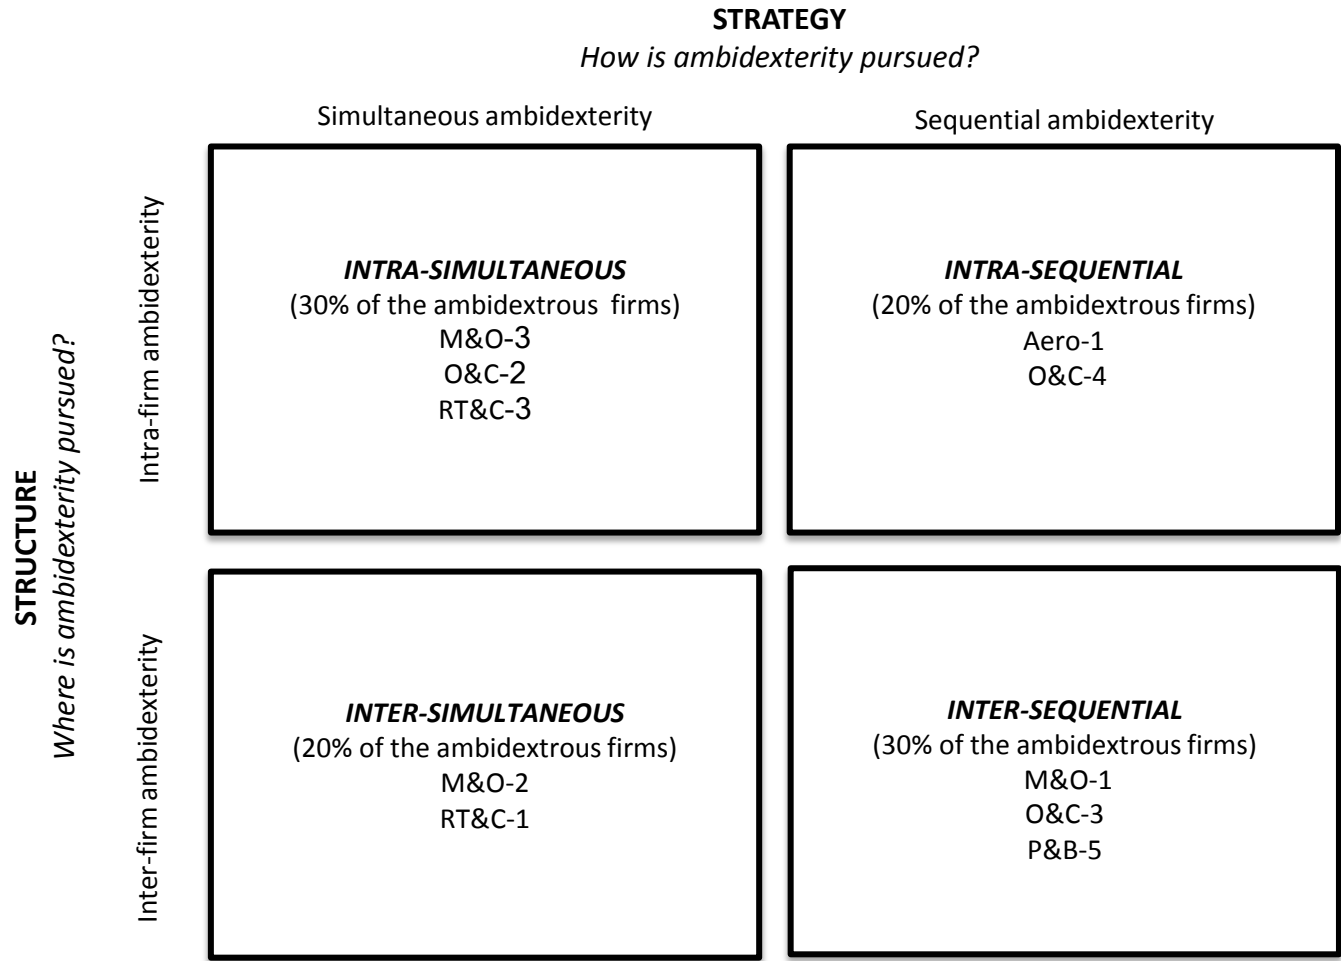 STRATEGY
How is ambidexterity pursued?
Simultaneous ambidexterity
Sequential ambidexterity
STRUCTURE
Where is ambidexterity pursued?
Intra-firm ambidexterity
INTRA-SIMULTANEOUS
(30% of the ambidextrous firms)
M&O-3
O&C-2
RT&C-3
INTRA-SEQUENTIAL
(20% of the ambidextrous firms)
Aero-1
O&C-4
Inter-firm ambidexterity
INTER-SIMULTANEOUS
(20% of the ambidextrous firms)
M&O-2
RT&C-1
INTER-SEQUENTIAL
(30% of the ambidextrous firms)
M&O-1
O&C-3
P&B-5